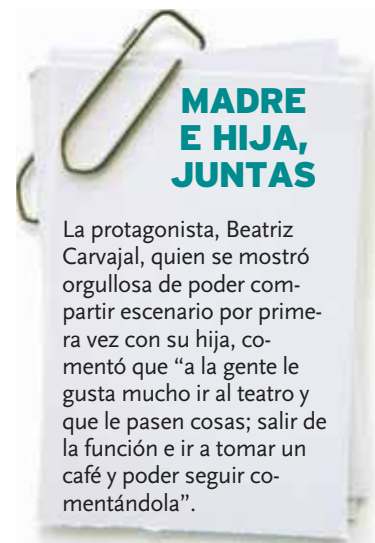 MADRE
E HIJA,
JUNTAS
La protagonista, Beatriz
Carvajal, quien se mostró
orgullosa de poder com-
partir escenario por prime-
ra vez con su hija, co-
mentó que “a la gente le
gusta mucho ir al teatro y
que le pasen cosas; salir de
la función e ir a tomar un
café y poder seguir co-
mentándola”.